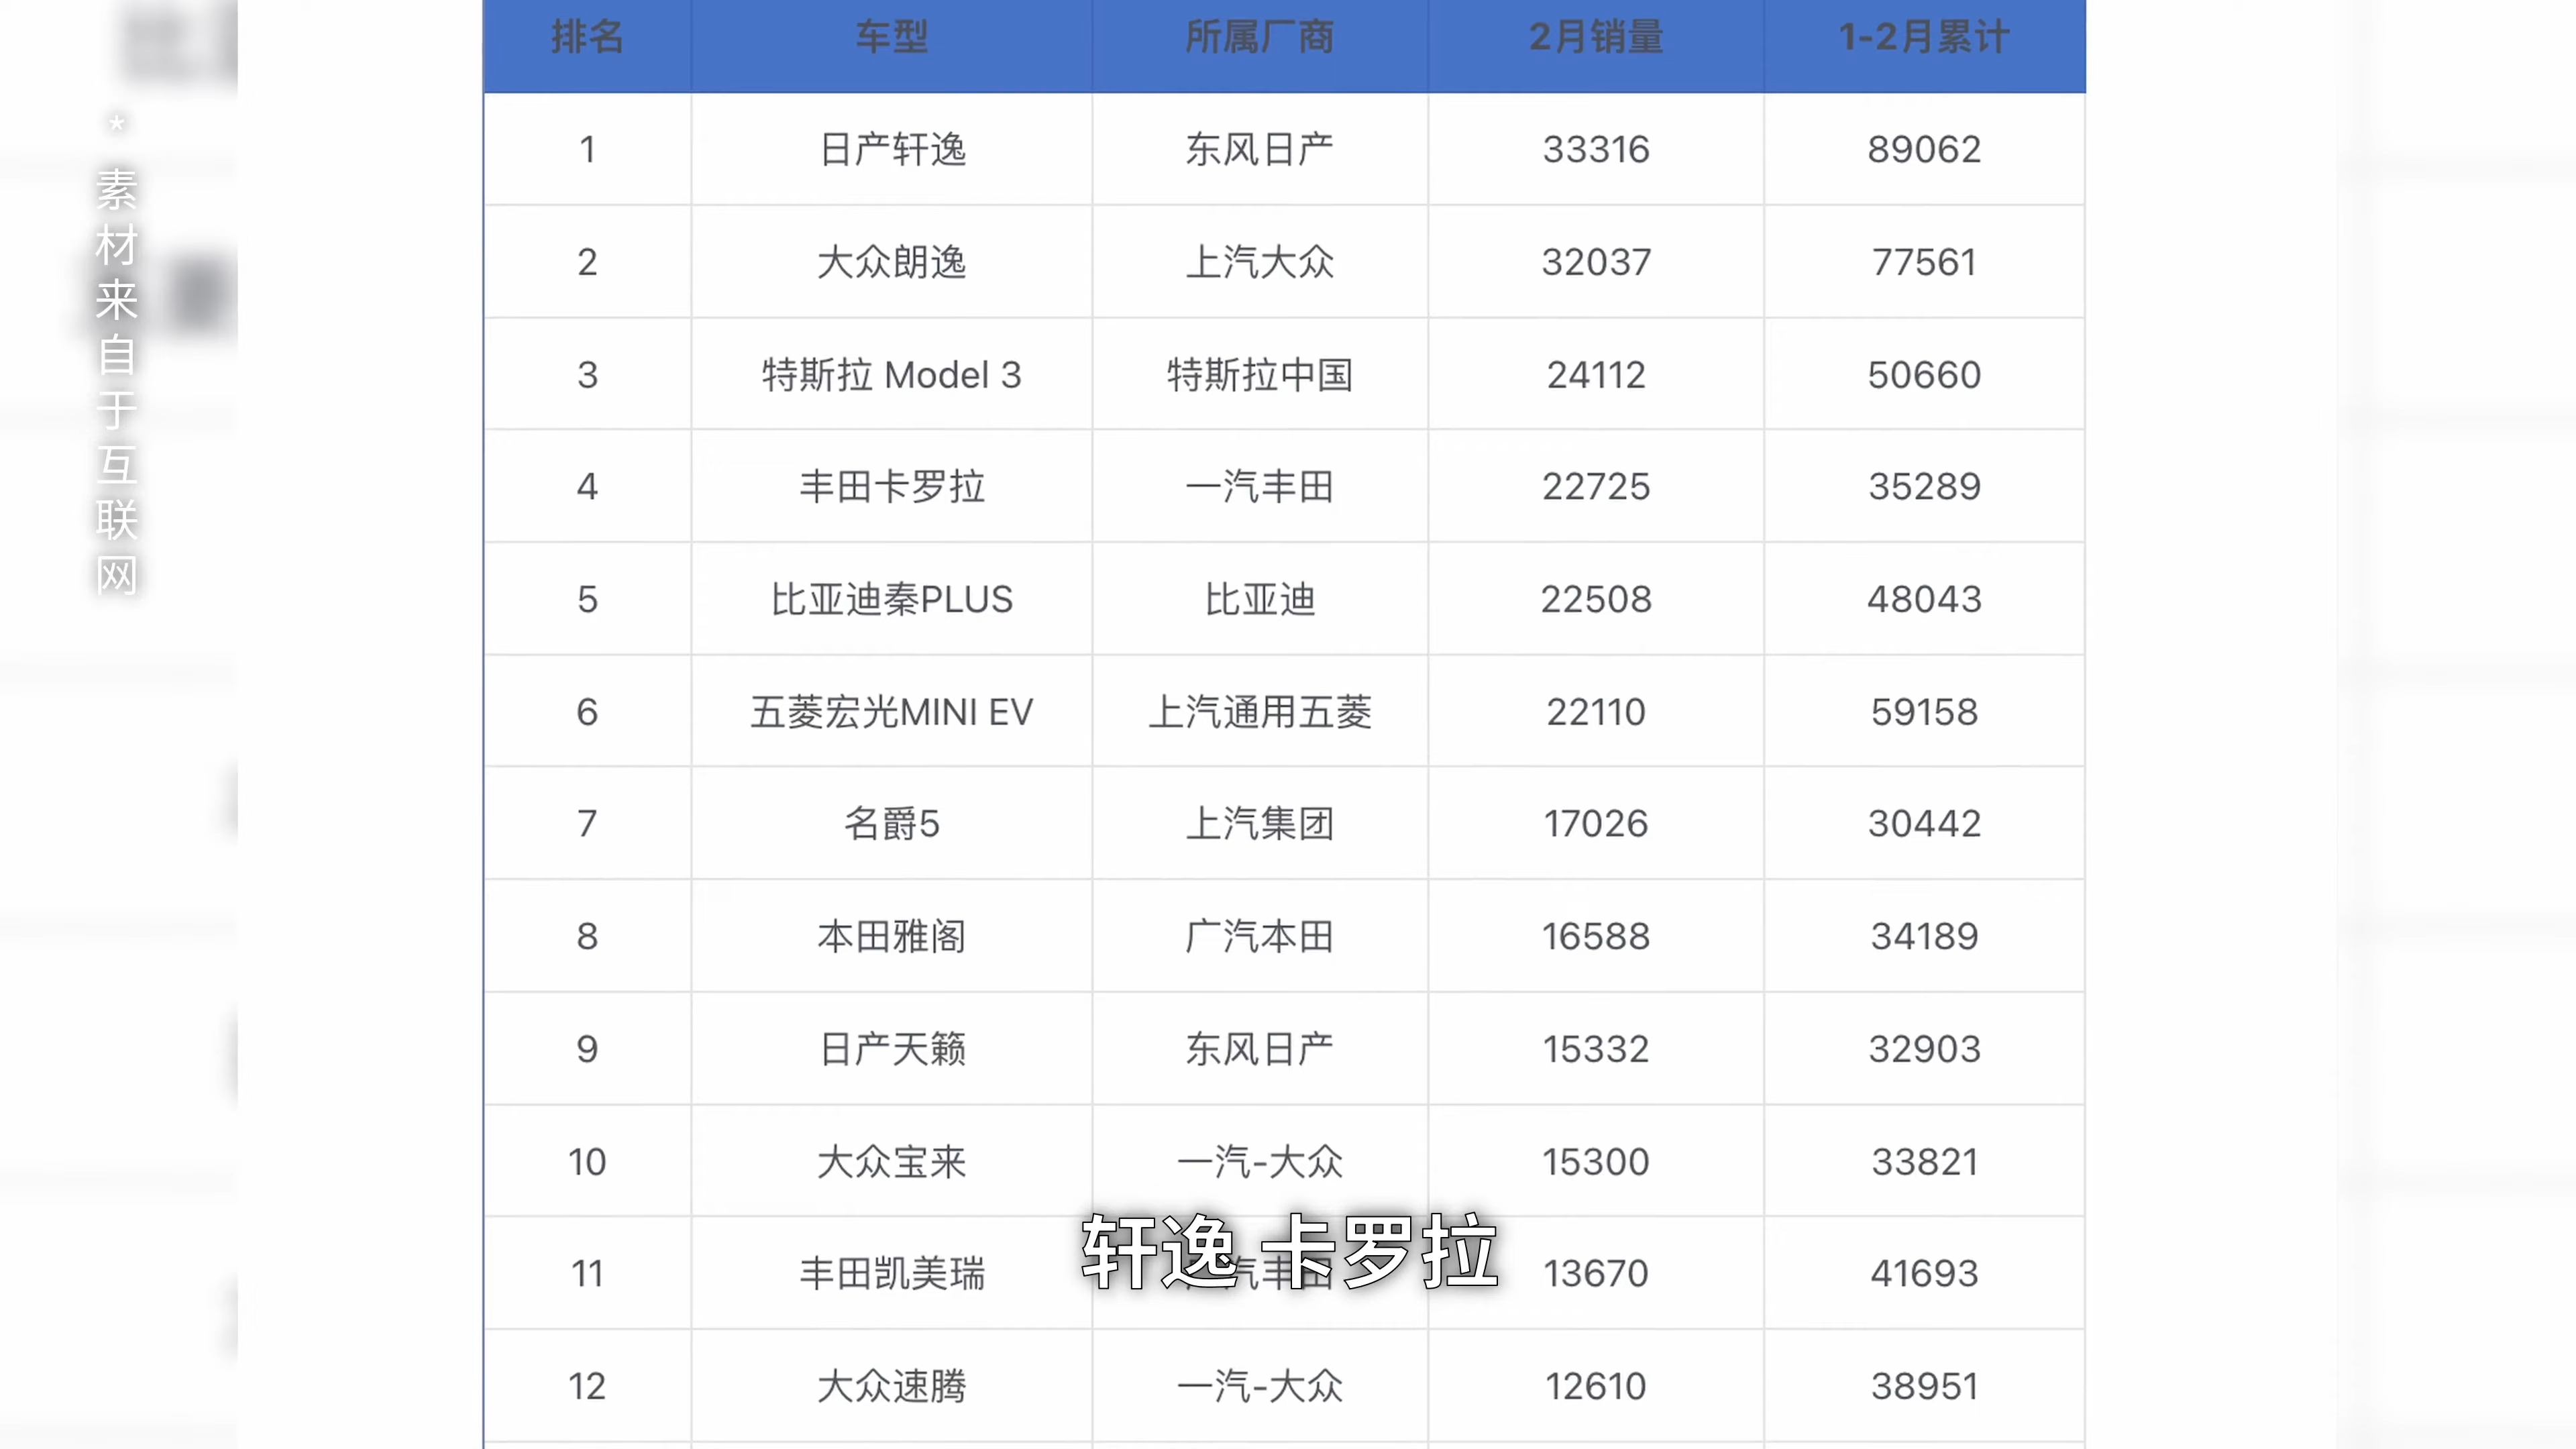 *素材来自于互联网
排名 车型 所属厂商 2月销量 1-2月累计
1 日产轩逸 东风日产 33316 89062
2 大众朗逸 上汽大众 32037 77561
3 特斯拉 Model 3 特斯拉中国 24112 50660
4 丰田卡罗拉 一汽丰田 22725 35289
5 比亚迪秦PLUS 比亚迪 22508 48043
6 五菱宏光MINI EV 上汽通用五菱 22110 59158
7 名爵5 上汽集团 17026 30442
8 本田雅阁 广汽本田 16588 34189
9 日产天籁 东风日产 15332 32903
10 大众宝来 一汽-大众 15300 33821
11 丰田凯美瑞 汽丰田 13670 41693
轩逸 卡罗拉
12 大众速腾 一汽-大众 12610 38951